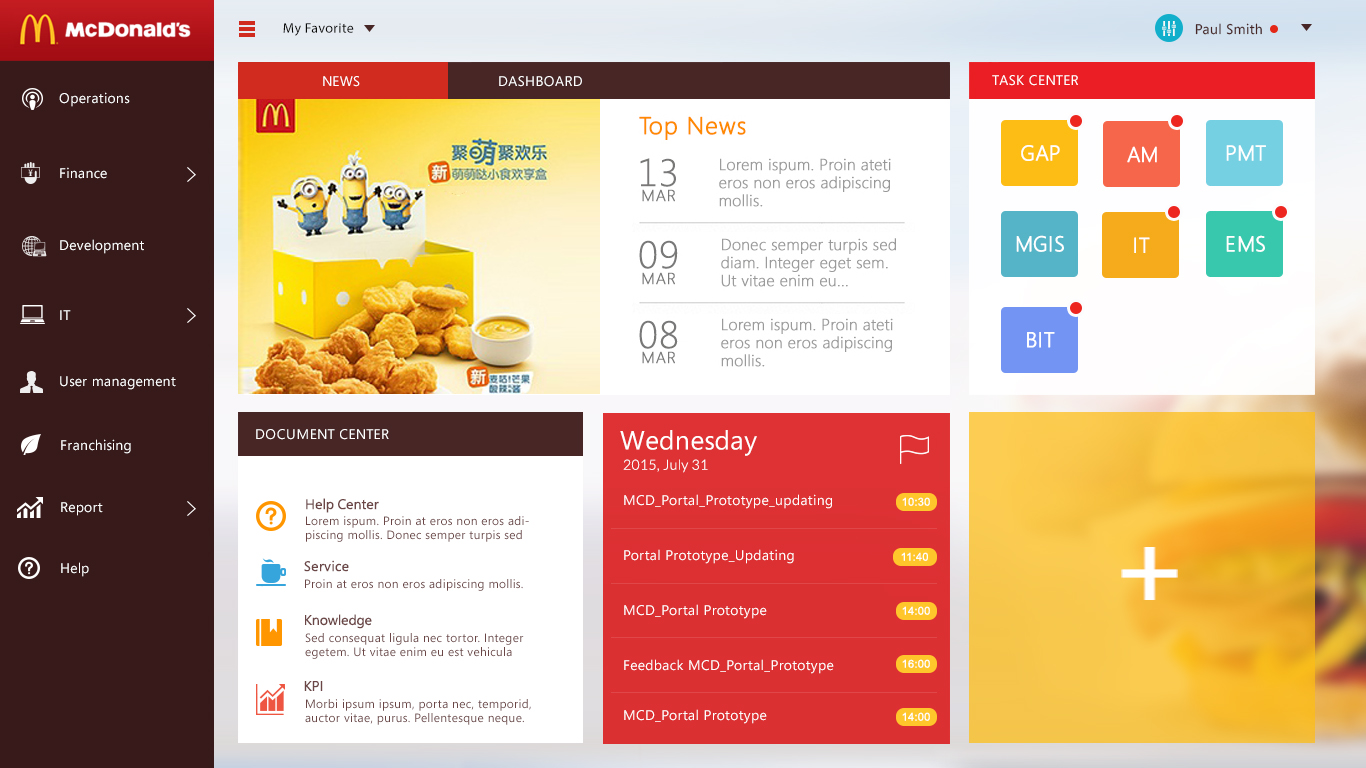 McDonald's
My Favorite
Paul Smith
Operations
Finance
Development
IT
User management
Franchising
Report
Help
NEWS
DASHBOARD
聚萌聚欢乐
新 萌萌哒小食欢享盒
新
Top News
13
MAR
Lorem ispum. Proin ateti
eros non eros adipiscing
mollis.
09
MAR
Donec semper turpis sed
diam. Integer eget sem.
Ut vitae enim eu...
08
MAR
Lorem ispum. Proin ateti
eros non eros adipiscing
mollis.
TASK CENTER
GAP
AM
PMT
MGIS
IT
EMS
BIT
DOCUMENT CENTER
Help Center
Lorem ispum. Proin at eros non eros adi-
piscing mollis. Donec semper turpis sed
Service
Proin at eros non eros adipiscing mollis.
Knowledge
Sed consequat ligula nec tortor. Integer
egetem. Ut vitae enim eu est vehicula
KPI
Morbi ipsum ipsum, porta nec, temporid,
auctor vitae, purus. Pellentesque neque.
Wednesday
2015, July 31
MCD_Portal_Prototype_updating 10:30
Portal Prototype_Updating 11:40
MCD_Portal Prototype 14:00
Feedback MCD_Portal_Prototype 16:00
MCD_Portal Prototype 14:00